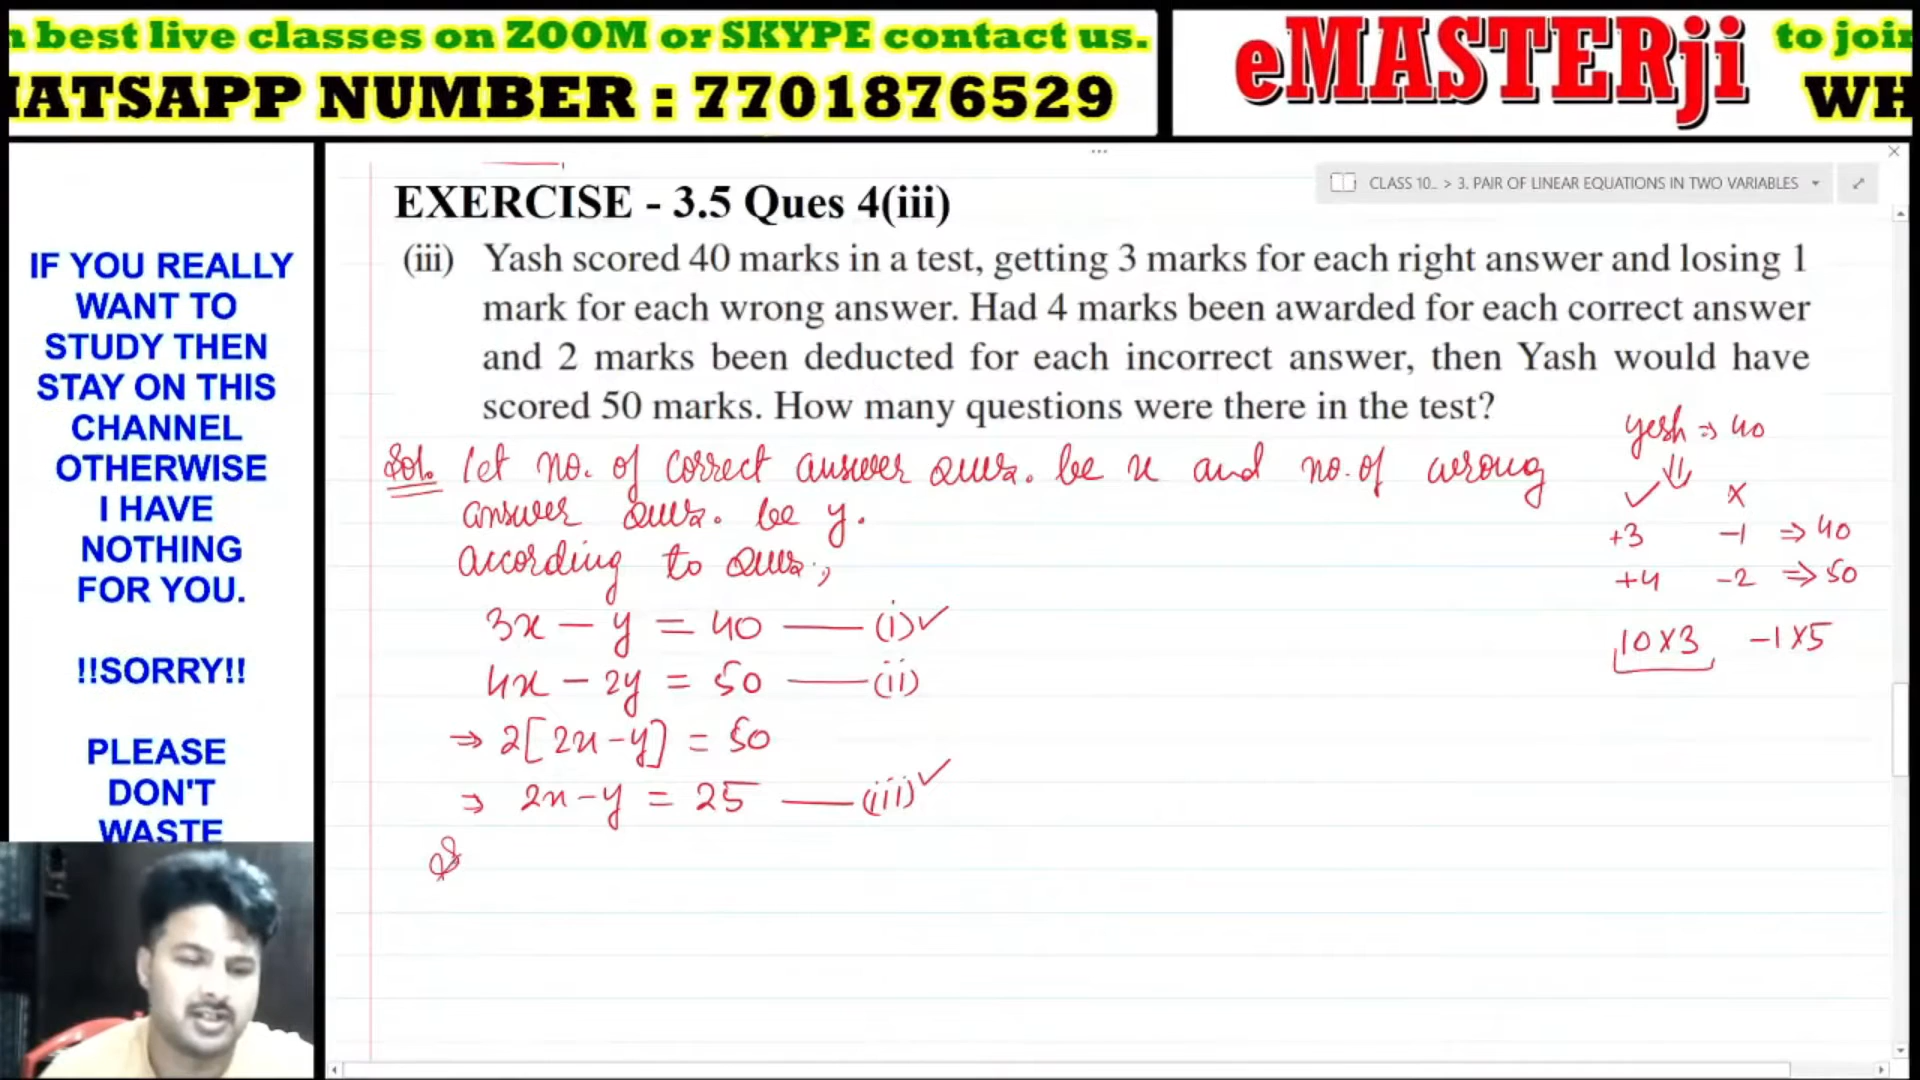 n best live classes on ZOOM or SKYPE contact us.
HATSAPP NUMBER : 7701876529
eMASTERji
to join
WH
IF YOU REALLY
WANT TO
STUDY THEN
STAY ON THIS
CHANNEL
OTHERWISE
I HAVE
NOTHING
FOR YOU.
!!SORRY!!
PLEASE
DON'T
WASTE
CLASS 10.. > 3. PAIR OF LINEAR EQUATIONS IN TWO VARIABLES
EXERCISE - 3.5 Ques 4(iii)
(iii) Yash scored 40 marks in a test, getting 3 marks for each right answer and losing 1
mark for each wrong answer. Had 4 marks been awarded for each correct answer
and 2 marks been deducted for each incorrect answer, then Yash would have
scored 50 marks. How many questions were there in the test?
Sol. Let no. of correct answer Ques. be x and no. of wrong
answer Ques. be y.
According to Ques.,
3x - y = 40 —— (i) ✓
4x - 2y = 50 —— (ii)
⇒ 2[2x-y] = 50
⇒ 2x-y = 25 —— (iii) ✓
yesh ⇒ 40
⇓
✓ ×
+3 -1 ⇒ 40
+4 -2 ⇒ 50
10×3 -1×5